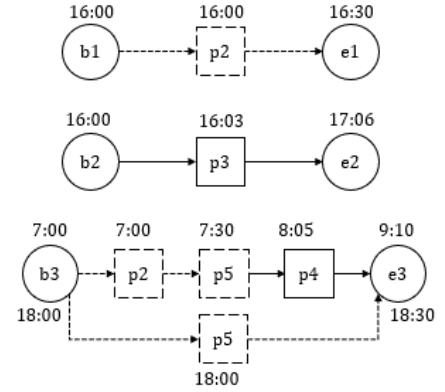 16:00 16:00 16:30
b1 p2 e1
16:00 16:03 17:06
b2 p3 e2
7:00 7:00 7:30 8:05 9:10
b3 p2 p5 p4 e3
18:00 18:30
p5
18:00